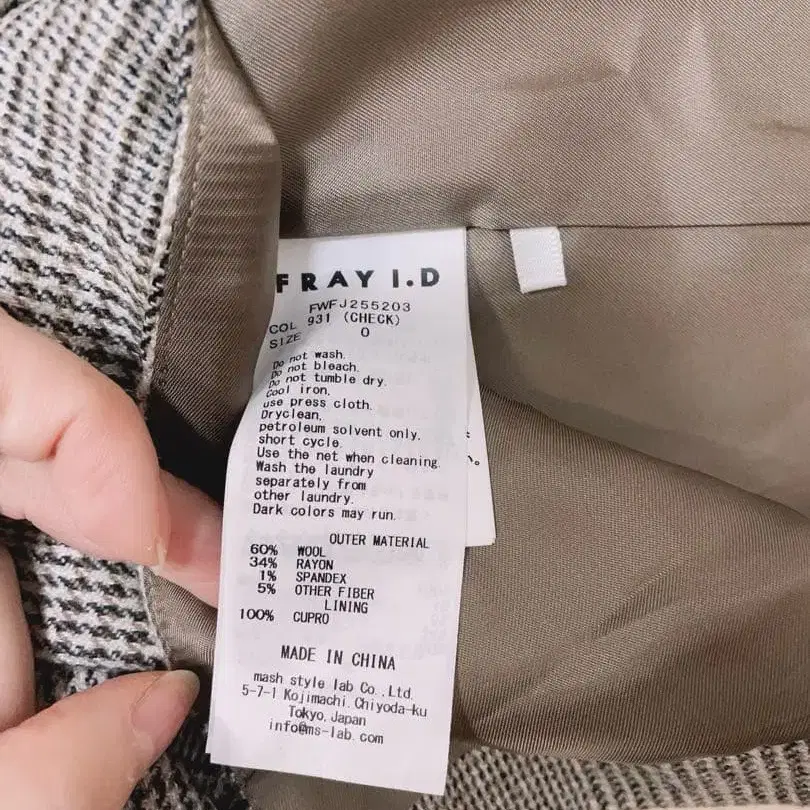 FRAY I.D
FWFJ255203
COL 931 (CHECK)
SIZE 0
Do not wash.
Do not bleach.
Do not tumble dry.
Cool iron,
use press cloth.
Dryclean,
petroleum solvent only.
short cycle.
Use the net when cleaning.
Wash the laundry
separately from
other laundry.
Dark colors may run.
OUTER MATERIAL
60% WOOL
34% RAYON
1% SPANDEX
5% OTHER FIBER
LINING
100% CUPRO
MADE IN CHINA
mash style lab Co.,Ltd.
5-7-1 Kojimachi, Chiyoda-ku
Tokyo, Japan
info@ms-lab.com